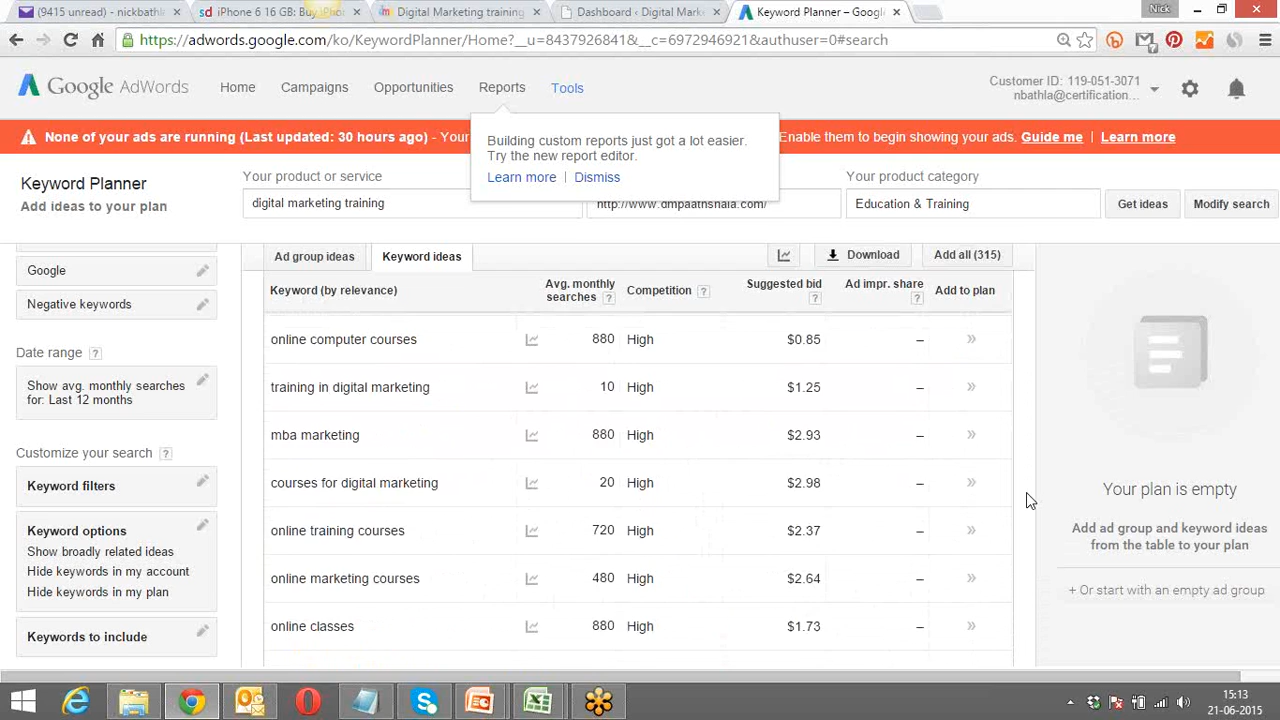 (9415 unread) - nickbathl
iPhone 6 16 GB: Buy iPhon
Digital Marketing training
Dashboard ‹ Digital Mark
Keyword Planner – Googl
Nick
https://adwords.google.com/ko/KeywordPlanner/Home?__u=8437926841&__c=6972946921&authuser=0#search
Google AdWords
Home
Campaigns
Opportunities
Reports
Tools
Customer ID: 119-051-3071
nbathla@certification...
None of your ads are running (Last updated: 30 hours ago) - Your
Enable them to begin showing your ads. Guide me | Learn more
Building custom reports just got a lot easier.
Try the new report editor.
Learn more | Dismiss
Keyword Planner
Add ideas to your plan
Your product or service
digital marketing training
http://www.dmpaathshala.com/
Your product category
Education & Training
Get ideas
Modify search
Google
Negative keywords
Date range ?
Show avg. monthly searches
for: Last 12 months
Customize your search ?
Keyword filters
Keyword options
Show broadly related ideas
Hide keywords in my account
Hide keywords in my plan
Keywords to include
Ad group ideas
Keyword ideas
Download
Add all (315)
Keyword (by relevance)
Avg. monthly
searches ?
Competition ?
Suggested bid
?
Ad impr. share
?
Add to plan
online computer courses 880 High $0.85 – »
training in digital marketing 10 High $1.25 – »
mba marketing 880 High $2.93 – »
courses for digital marketing 20 High $2.98 – »
online training courses 720 High $2.37 – »
online marketing courses 480 High $2.64 – »
online classes 880 High $1.73 – »
Your plan is empty
Add ad group and keyword ideas
from the table to your plan
+ Or start with an empty ad group
15:13
21-06-2015